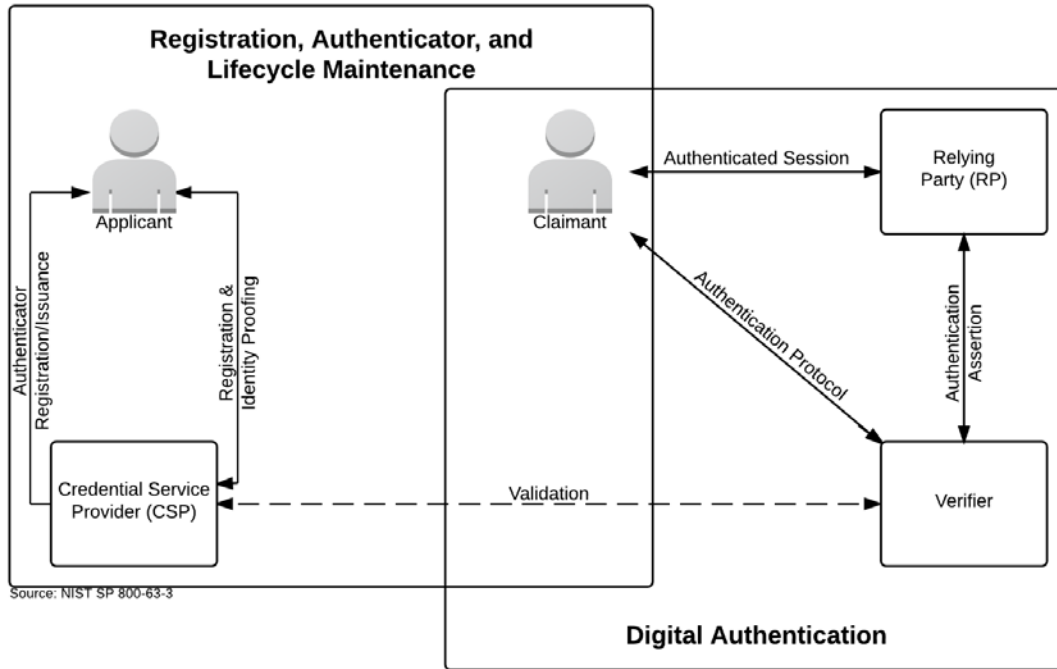 Registration, Authenticator, and
Lifecycle Maintenance
Applicant
Claimant
Authenticated Session
Relying
Party (RP)
Authenticator
Registration/Issuance
Registration &
Identity Proofing
Authentication Protocol
Authentication
Assertion
Credential Service
Provider (CSP)
Validation
Verifier
Source: NIST SP 800-63-3
Digital Authentication